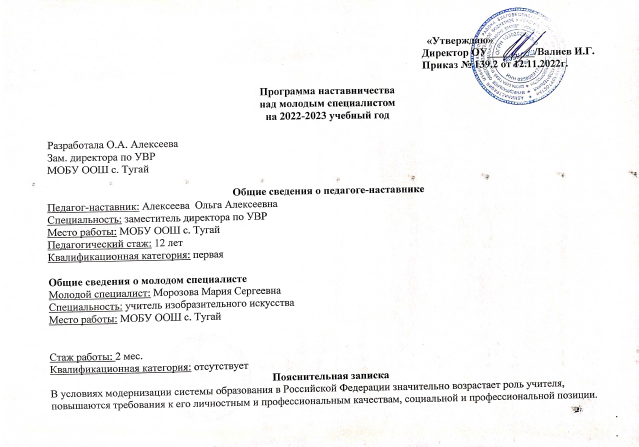 «Утверждаю»
Директор ОУ /Валиев И.Г.
Приказ № 139.2 от 12.11.2022г.
Программа наставничества
над молодым специалистом
на 2022-2023 учебный год
Разработала О.А. Алексеева
Зам. директора по УВР
МОБУ ООШ с. Тугай
Общие сведения о педагоге-наставнике
Педагог-наставник: Алексеева Ольга Алексеевна
Специальность: заместитель директора по УВР
Место работы: МОБУ ООШ с. Тугай
Педагогический стаж: 12 лет
Квалификационная категория: первая
Общие сведения о молодом специалисте
Молодой специалист: Морозова Мария Сергеевна
Специальность: учитель изобразительного искусства
Место работы: МОБУ ООШ с. Тугай
Стаж работы: 2 мес.
Квалификационная категория: отсутствует
Пояснительная записка
В условиях модернизации системы образования в Российской Федерации значительно возрастает роль учителя,
повышаются требования к его личностным и профессиональным качествам, социальной и профессиональной позиции.